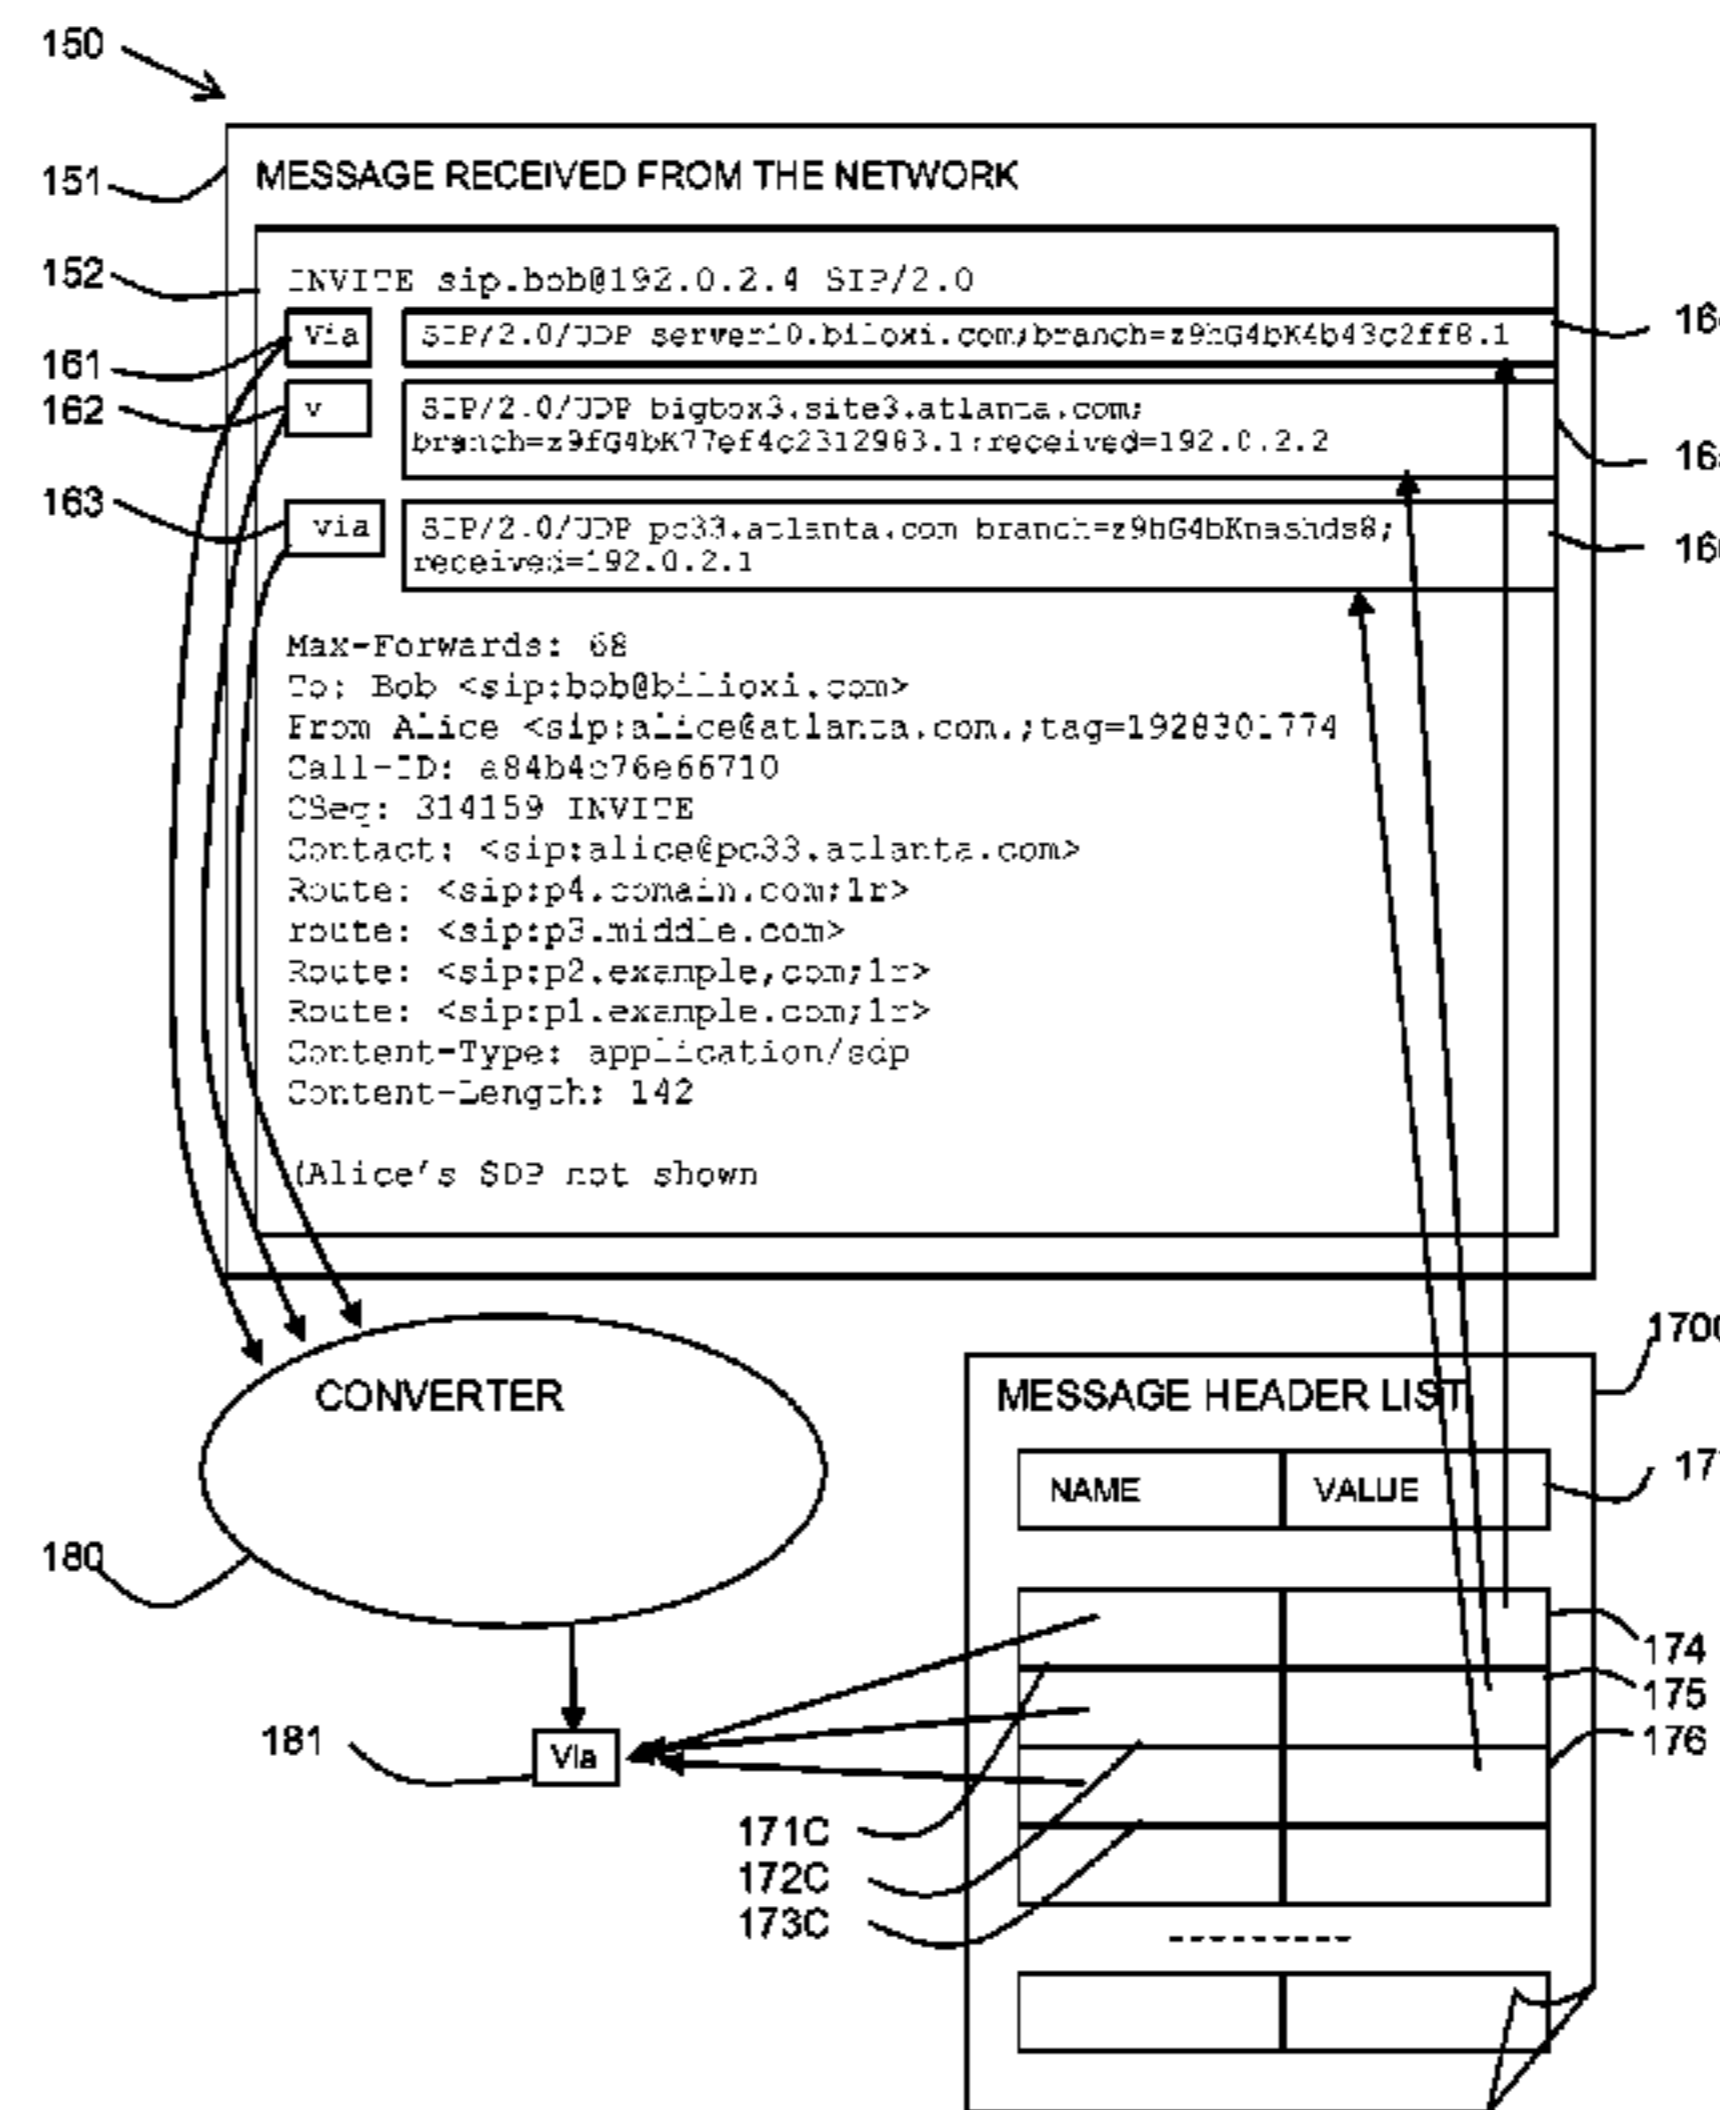 150
151
MESSAGE RECEIVED FROM THE NETWORK
152
INVITE sip.bob@192.0.2.4 SIP/2.0
161
Via
SIP/2.0/UDP server10.biloxi.com;branch=z9hG4bK4b43c2ff8.1
162
v
SIP/2.0/UDP bigbox3.site3.atlanta.com;
branch=z9fG4bK77ef4c2312983.1;received=192.0.2.2
163
via
SIP/2.0/UDP pc33.atlanta.com branch=z9hG4bKnashds8;
received=192.0.2.1
Max-Forwards: 68
To: Bob <sip:bob@bilioxi.com>
From Alice <sip:alice@atlanta.com.;tag=1928301774
Call-ID: a84b4c76e66710
CSeq: 314159 INVITE
Contact: <sip:alice@pc33.atlanta.com>
Route: <sip:p4.domain.com;lr>
route: <sip:p3.middle.com>
Route: <sip:p2.example,com;lr>
Route: <sip:p1.example.com;lr>
Content-Type: application/sdp
Content-Length: 142
(Alice's SDP not shown
CONVERTER
180
Via
181
MESSAGE HEADER LIST
NAME VALUE
174
175
176
171C
172C
173C
---------